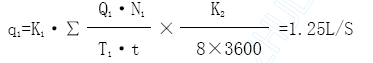 q₁=K₁·Σ Q₁·N₁/T₁·t × K₂/8×3600 =1.25L/S